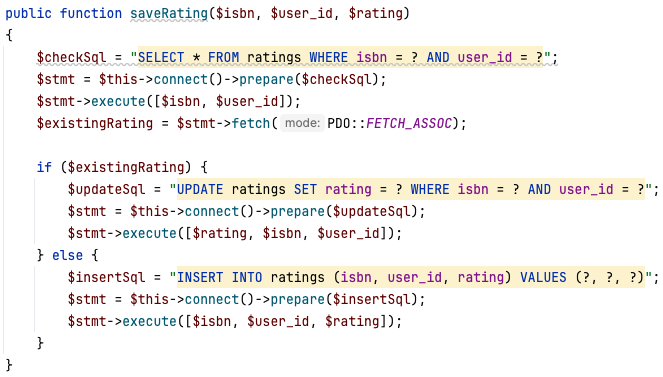 public function saveRating($isbn, $user_id, $rating)
{
    $checkSql = "SELECT * FROM ratings WHERE isbn = ? AND user_id = ?";
    $stmt = $this->connect()->prepare($checkSql);
    $stmt->execute([$isbn, $user_id]);
    $existingRating = $stmt->fetch( mode: PDO::FETCH_ASSOC);

    if ($existingRating) {
        $updateSql = "UPDATE ratings SET rating = ? WHERE isbn = ? AND user_id = ?";
        $stmt = $this->connect()->prepare($updateSql);
        $stmt->execute([$rating, $isbn, $user_id]);
    } else {
        $insertSql = "INSERT INTO ratings (isbn, user_id, rating) VALUES (?, ?, ?)";
        $stmt = $this->connect()->prepare($insertSql);
        $stmt->execute([$isbn, $user_id, $rating]);
    }
}